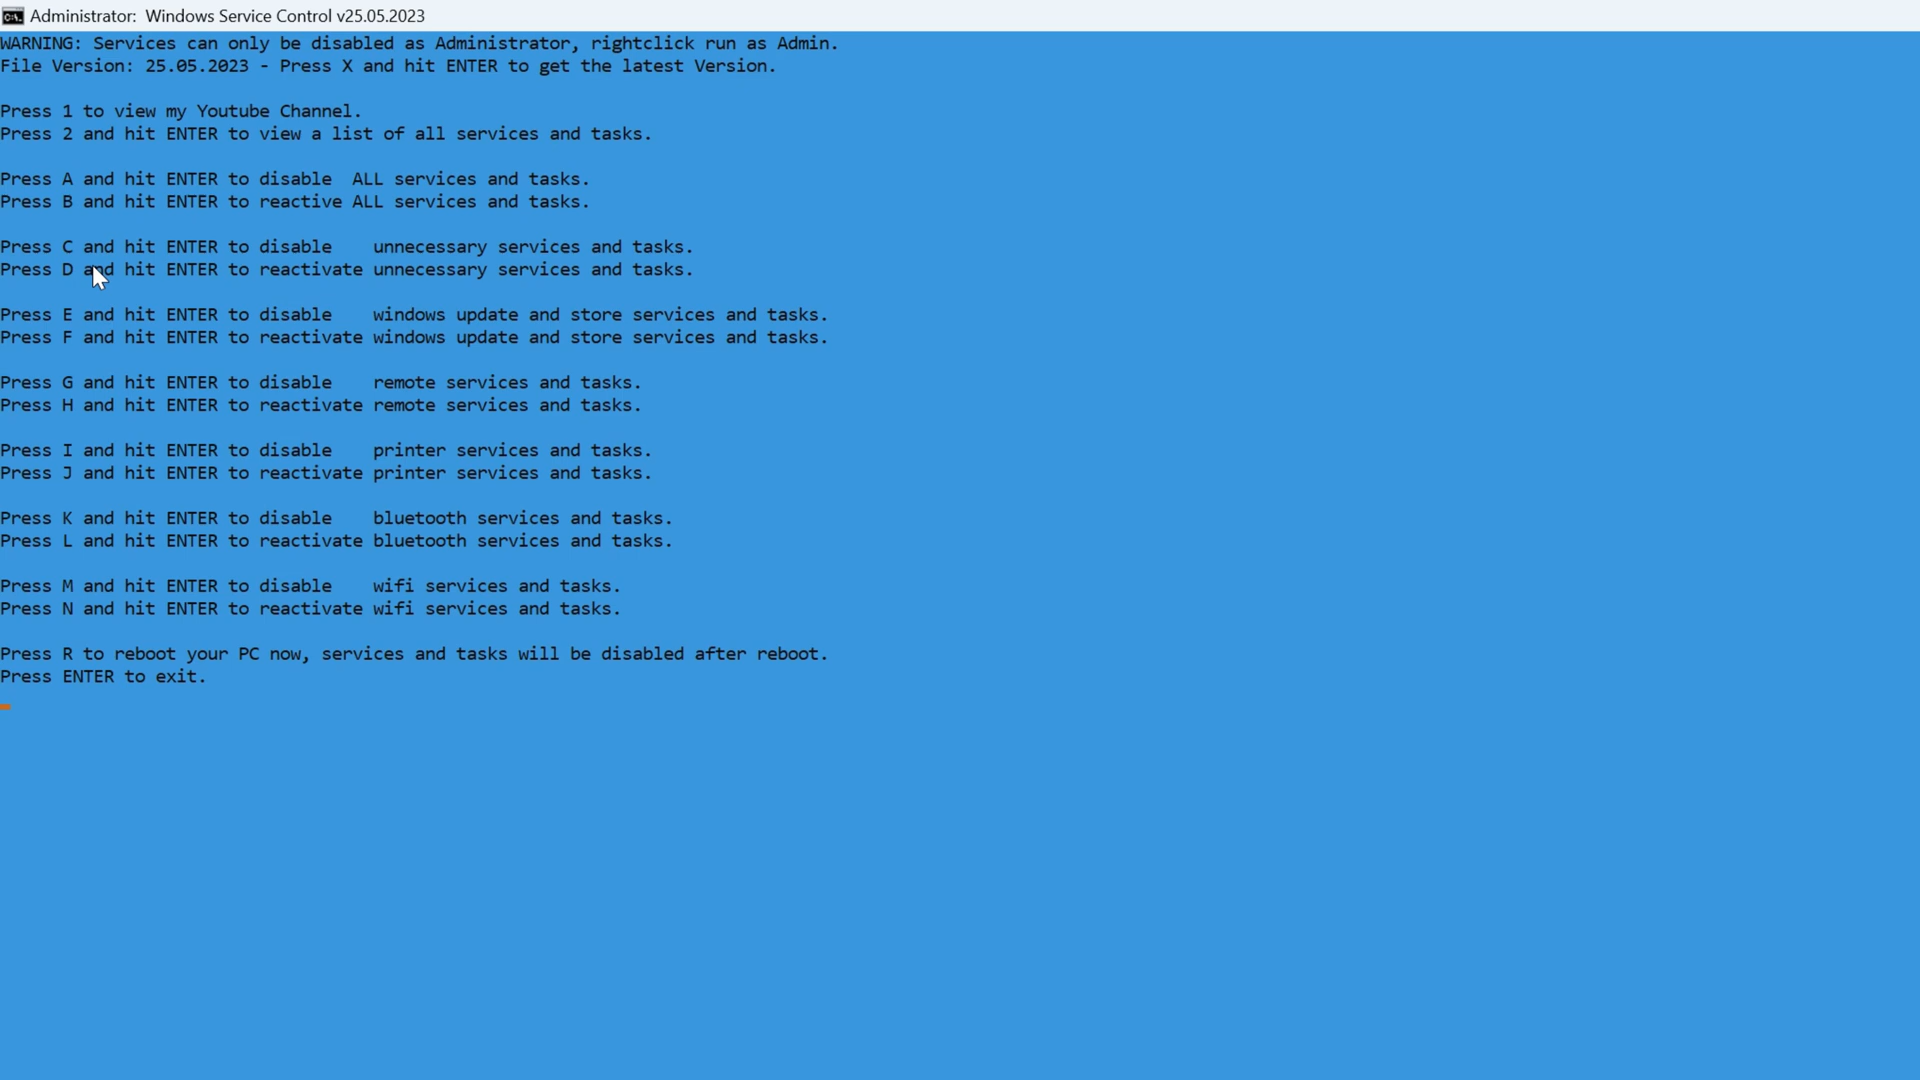 Administrator:  Windows Service Control v25.05.2023
WARNING: Services can only be disabled as Administrator, rightclick run as Admin.
File Version: 25.05.2023 - Press X and hit ENTER to get the latest Version.
Press 1 to view my Youtube Channel.
Press 2 and hit ENTER to view a list of all services and tasks.
Press A and hit ENTER to disable  ALL services and tasks.
Press B and hit ENTER to reactive ALL services and tasks.
Press C and hit ENTER to disable    unnecessary services and tasks.
Press D and hit ENTER to reactivate unnecessary services and tasks.
Press E and hit ENTER to disable    windows update and store services and tasks.
Press F and hit ENTER to reactivate windows update and store services and tasks.
Press G and hit ENTER to disable    remote services and tasks.
Press H and hit ENTER to reactivate remote services and tasks.
Press I and hit ENTER to disable    printer services and tasks.
Press J and hit ENTER to reactivate printer services and tasks.
Press K and hit ENTER to disable    bluetooth services and tasks.
Press L and hit ENTER to reactivate bluetooth services and tasks.
Press M and hit ENTER to disable    wifi services and tasks.
Press N and hit ENTER to reactivate wifi services and tasks.
Press R to reboot your PC now, services and tasks will be disabled after reboot.
Press ENTER to exit.